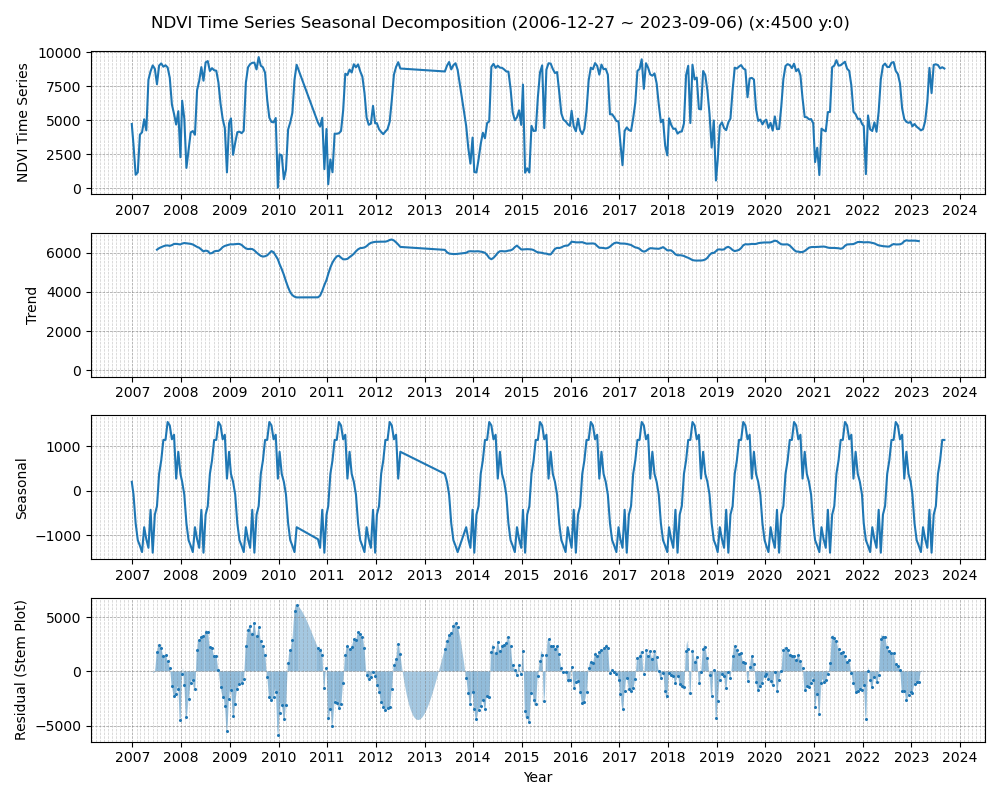 NDVI Time Series Seasonal Decomposition (2006-12-27 ~ 2023-09-06) (x:4500 y:0)
NDVI Time Series
10000
7500
5000
2500
0
2007 2008 2009 2010 2011 2012 2013 2014 2015 2016 2017 2018 2019 2020 2021 2022 2023 2024
Trend
6000
4000
2000
0
2007 2008 2009 2010 2011 2012 2013 2014 2015 2016 2017 2018 2019 2020 2021 2022 2023 2024
Seasonal
1000
0
−1000
2007 2008 2009 2010 2011 2012 2013 2014 2015 2016 2017 2018 2019 2020 2021 2022 2023 2024
Residual (Stem Plot)
5000
0
−5000
2007 2008 2009 2010 2011 2012 2013 2014 2015 2016 2017 2018 2019 2020 2021 2022 2023 2024
Year